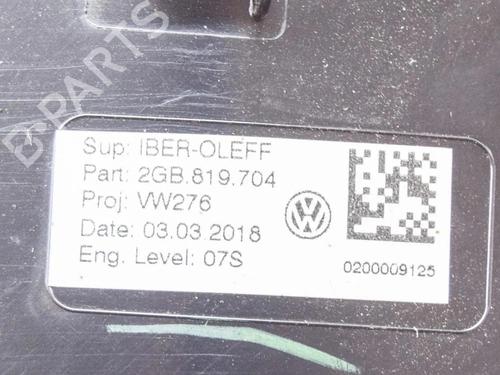 B-PARTS
Sup: IBER-OLEFF
Part: 2GB.819.704
Proj: VW276
Date: 03.03.2018
Eng. Level: 07S
0200009125